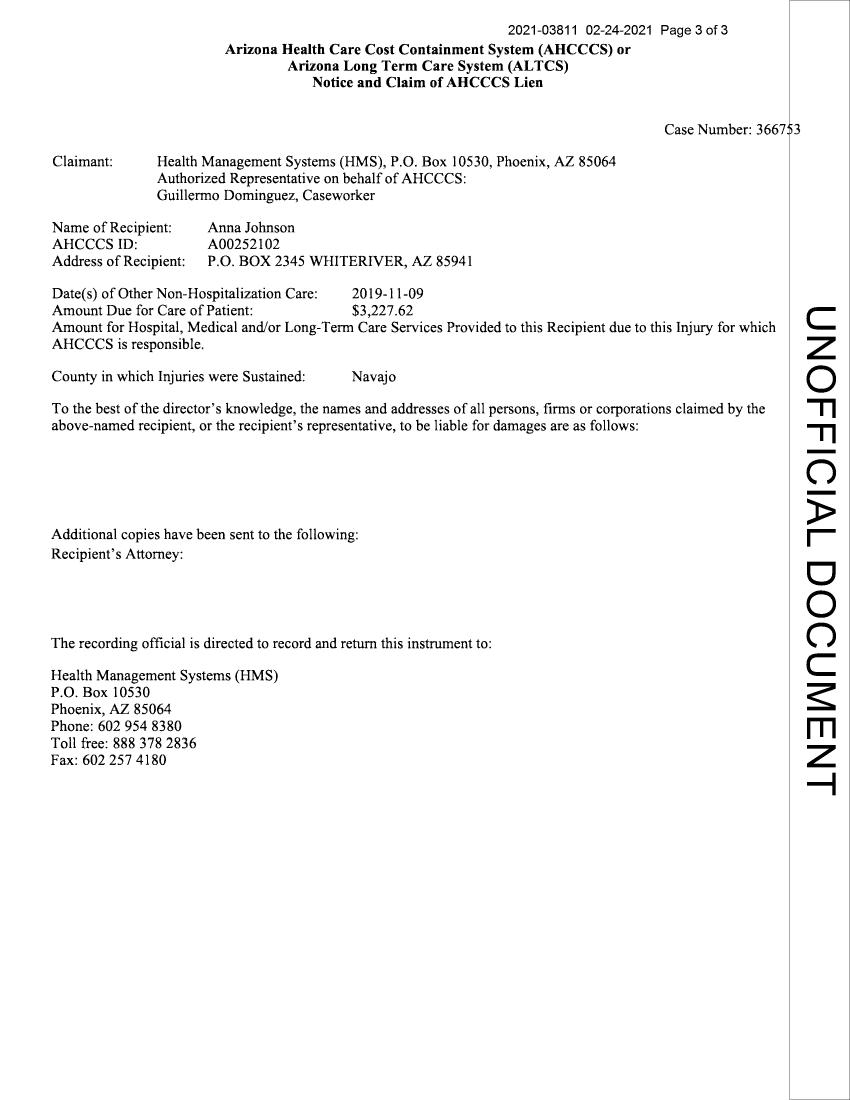 2021-03811 02-24-2021 Page 3 of 3
Arizona Health Care Cost Containment System (AHCCCS) or
Arizona Long Term Care System (ALTCS)
Notice and Claim of AHCCCS Lien
Case Number: 366753
Claimant: Health Management Systems (HMS), P.O. Box 10530, Phoenix, AZ 85064
Authorized Representative on behalf of AHCCCS:
Guillermo Dominguez, Caseworker
Name of Recipient: Anna Johnson
AHCCCS ID: A00252102
Address of Recipient: P.O. BOX 2345 WHITERIVER, AZ 85941
Date(s) of Other Non-Hospitalization Care: 2019-11-09
Amount Due for Care of Patient: $3,227.62
Amount for Hospital, Medical and/or Long-Term Care Services Provided to this Recipient due to this Injury for which
AHCCCS is responsible.
County in which Injuries were Sustained: Navajo
To the best of the director's knowledge, the names and addresses of all persons, firms or corporations claimed by the
above-named recipient, or the recipient's representative, to be liable for damages are as follows:
Additional copies have been sent to the following:
Recipient's Attorney:
The recording official is directed to record and return this instrument to:
Health Management Systems (HMS)
P.O. Box 10530
Phoenix, AZ 85064
Phone: 602 954 8380
Toll free: 888 378 2836
Fax: 602 257 4180
UNOFFICIAL DOCUMENT